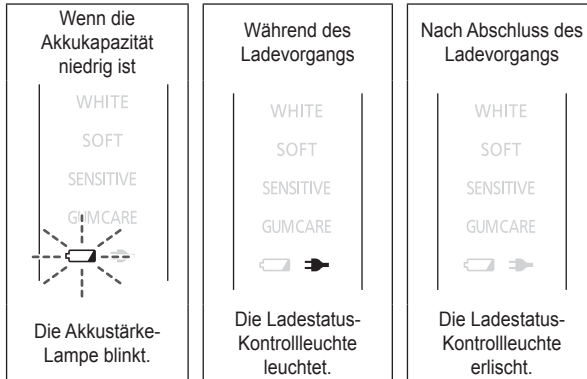 Wenn die
Akkukapazität
niedrig ist
WHITE
SOFT
SENSITIVE
GUMCARE
Die Akkustärke-
Lampe blinkt.
Während des
Ladevorgangs
WHITE
SOFT
SENSITIVE
GUMCARE
Die Ladestatus-
Kontrollleuchte
leuchtet.
Nach Abschluss des
Ladevorgangs
WHITE
SOFT
SENSITIVE
GUMCARE
Die Ladestatus-
Kontrollleuchte
erlischt.